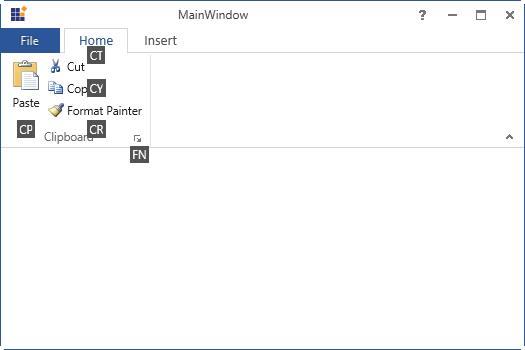 MainWindow
?
File Home Insert
CT
Cut
Cop CY
Paste
Format Painter
CP CR
Clipboard
FN